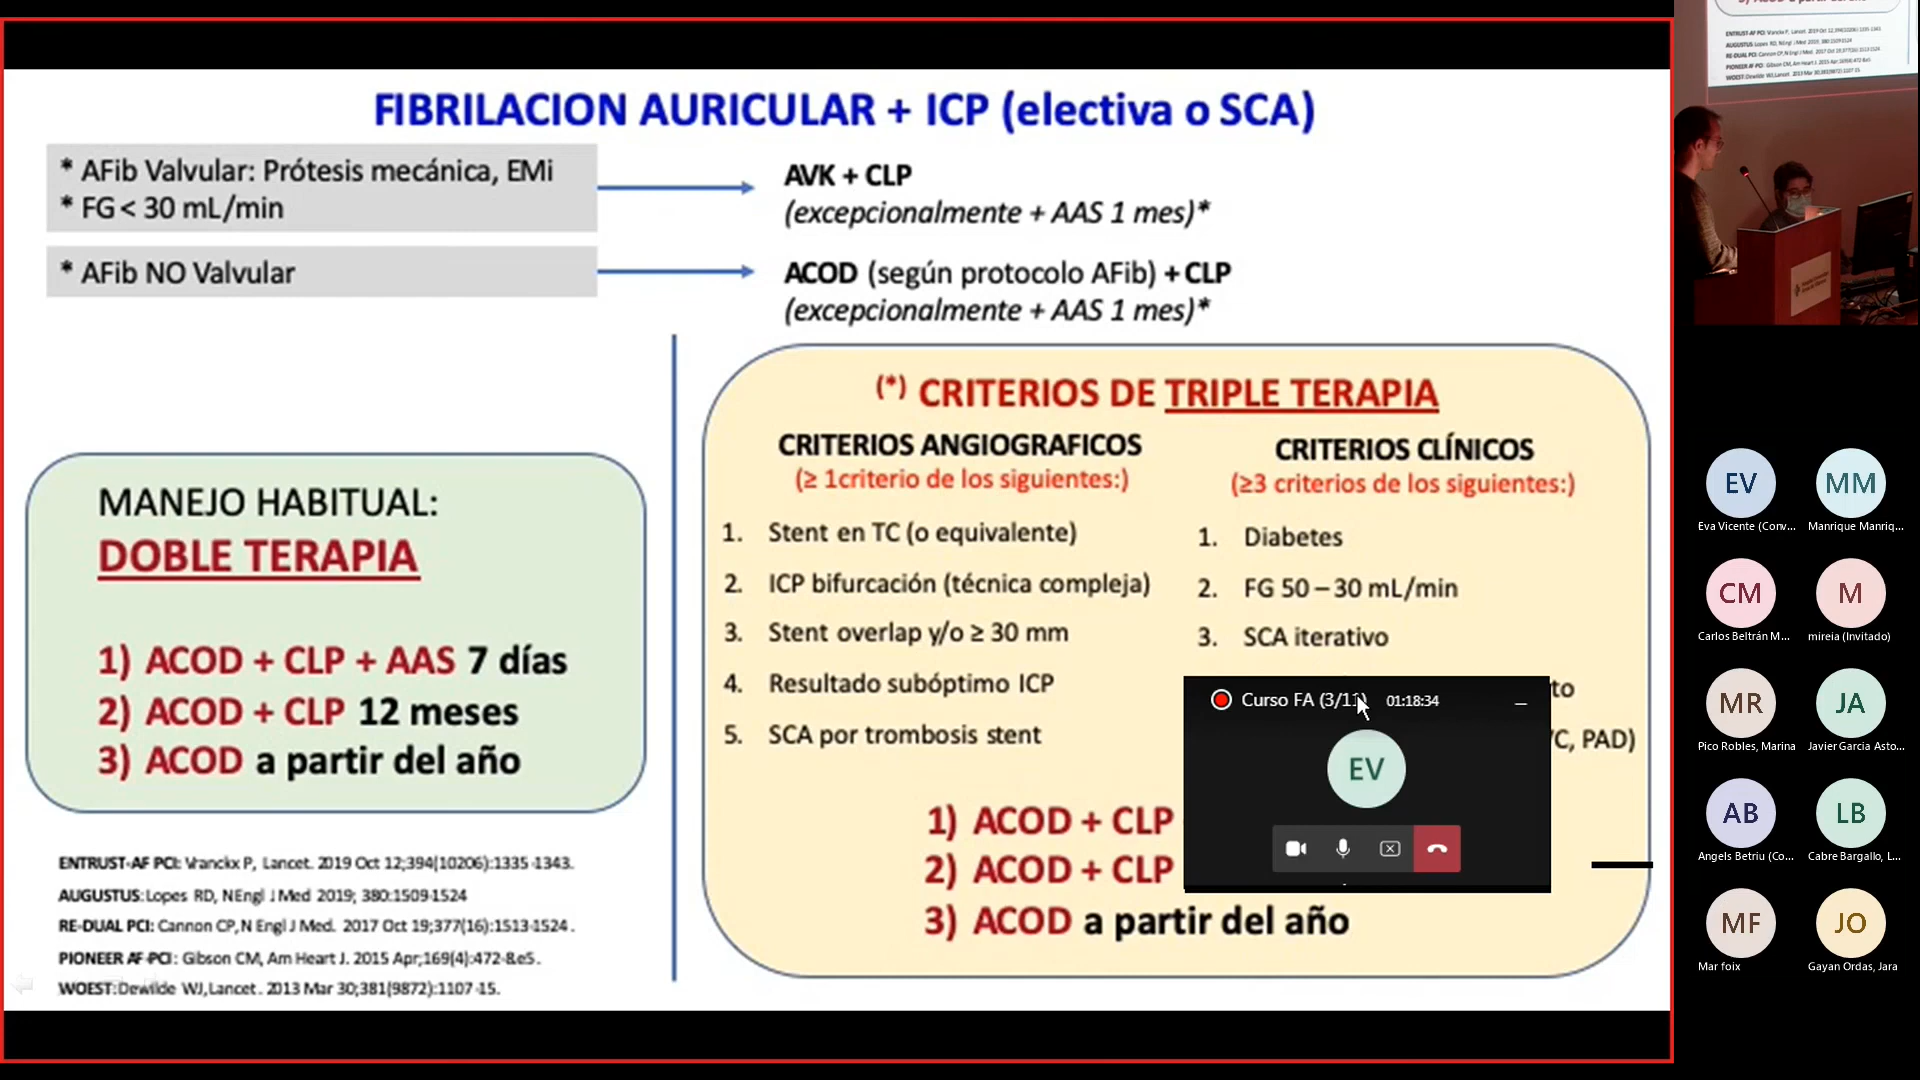 FIBRILACION AURICULAR + ICP (electiva o SCA)
* AFib Valvular: Prótesis mecánica, EMi
* FG < 30 mL/min
AVK + CLP
(excepcionalmente + AAS 1 mes)*
* AFib NO Valvular
ACOD (según protocolo AFib) + CLP
(excepcionalmente + AAS 1 mes)*
MANEJO HABITUAL:
DOBLE TERAPIA
1) ACOD + CLP + AAS 7 días
2) ACOD + CLP 12 meses
3) ACOD a partir del año
(*) CRITERIOS DE TRIPLE TERAPIA
CRITERIOS ANGIOGRAFICOS
(≥ 1criterio de los siguientes:)
1. Stent en TC (o equivalente)
2. ICP bifurcación (técnica compleja)
3. Stent overlap y/o ≥ 30 mm
4. Resultado subóptimo ICP
5. SCA por trombosis stent
CRITERIOS CLÍNICOS
(≥3 criterios de los siguientes:)
1. Diabetes
2. FG 50 – 30 mL/min
3. SCA iterativo
to
C, PAD)
1) ACOD + CLP
2) ACOD + CLP
3) ACOD a partir del año
Curso FA (3/11) 01:18:34
EV
ENTRUST-AF PCI: Vranckx P, Lancet. 2019 Oct 12;394(10206):1335-1343.
AUGUSTUS: Lopes RD, N Engl J Med 2019; 380:1509-1524
RE-DUAL PCI: Cannon CP, N Engl J Med. 2017 Oct 19;377(16):1513-1524.
PIONEER AF-PCI: Gibson CM, Am Heart J. 2015 Apr;169(4):472-8.e5.
WOEST: Dewilde WJ, Lancet. 2013 Mar 30;381(9872):1107-15.
EV
Eva Vicente (Conv...
MM
Manrique Manriq...
CM
Carlos Beltrán M...
M
mireia (Invitado)
MR
Pico Robles, Marina
JA
Javier Garcia Asto...
AB
Angels Betriu (Co...
LB
Cabre Bargallo, L...
MF
Mar foix
JO
Gayan Ordas, Jara